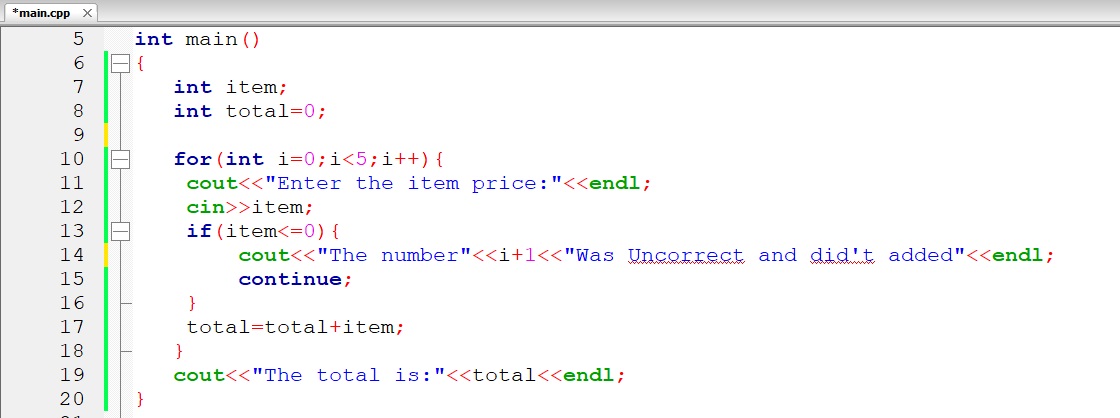 *main.cpp ×
5 int main()
6 {
7 int item;
8 int total=0;
9
10 for(int i=0;i<5;i++){
11 cout<<"Enter the item price:"<<endl;
12 cin>>item;
13 if(item<=0){
14 cout<<"The number"<<i+1<<"Was Uncorrect and did't added"<<endl;
15 continue;
16 }
17 total=total+item;
18 }
19 cout<<"The total is:"<<total<<endl;
20 }